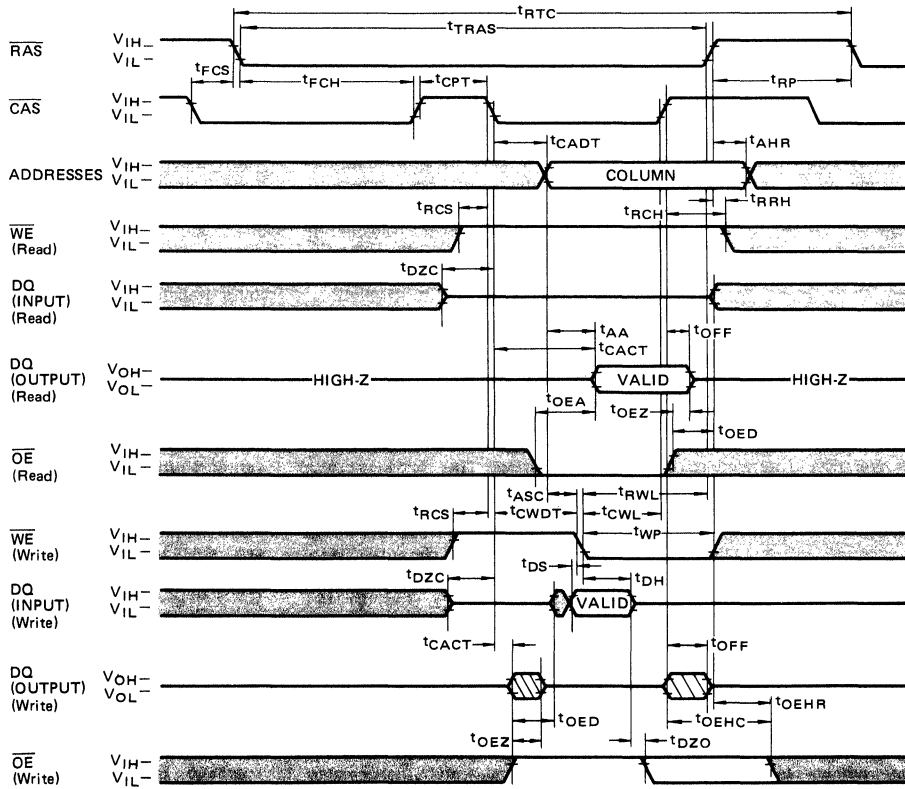 tRTC
tTRAS
RAS VIH VIL
tFCS tFCH tCPT tRP
CAS VIH VIL
tCADT tAHR
ADDRESSES VIH VIL COLUMN
tRCS tRCH tRRH
WE (Read) VIH VIL
tDZC
DQ (INPUT) (Read) VIH VIL
tAA tOFF
tCACT
DQ (OUTPUT) (Read) VOH VOL HIGH-Z VALID HIGH-Z
tOEA tOEZ tOED
OE (Read) VIH VIL
tASC tRWL
tRCS tCWDT tCWL
WE (Write) VIH VIL tWP
tDZC tDS tDH
DQ (INPUT) (Write) VIH VIL VALID
tCACT tOFF
DQ (OUTPUT) (Write) VOH VOL
tOED tOEHC tOEHR
tOEZ tDZO
OE (Write) VIH VIL